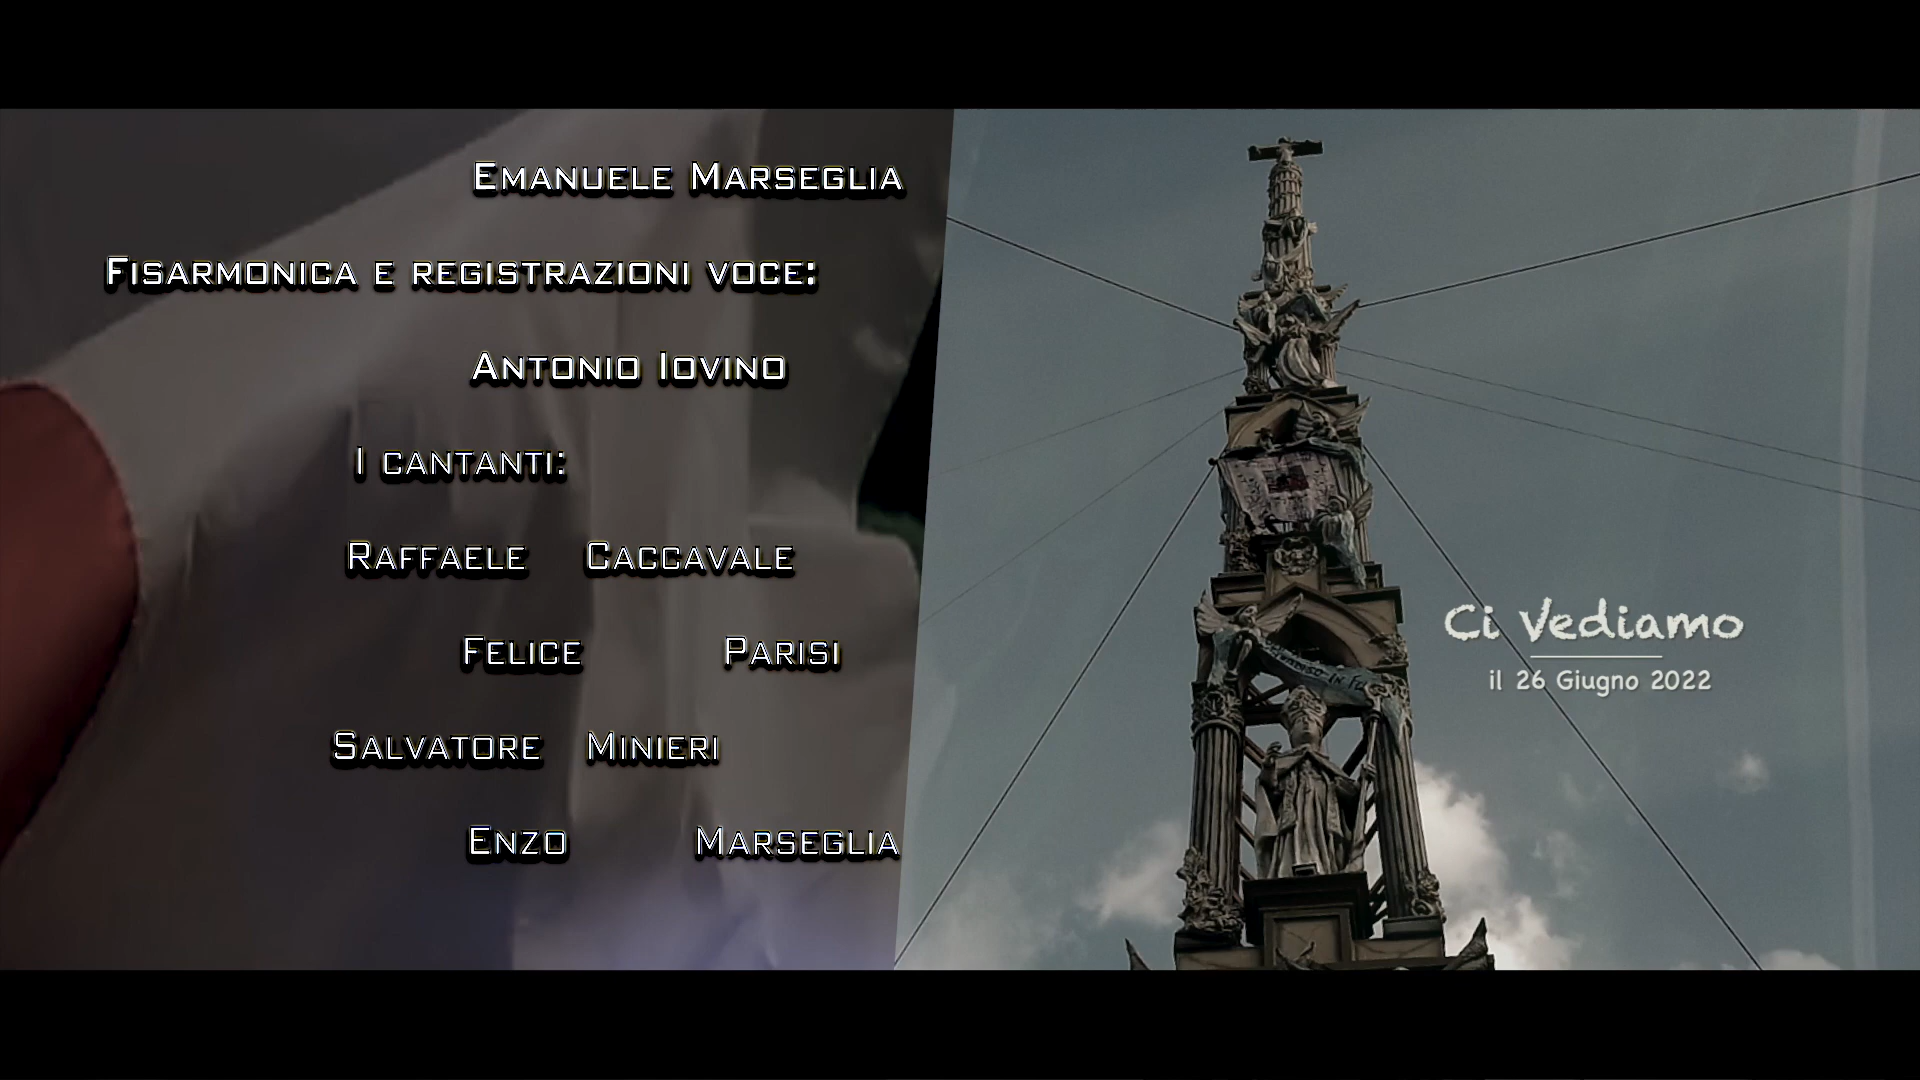 Emanuele Marseglia
Fisarmonica e registrazioni voce:
Antonio Iovino
I cantanti:
Raffaele Caccavale
Felice Parisi
Salvatore Minieri
Enzo Marseglia
Ci Vediamo
il 26 Giugno 2022